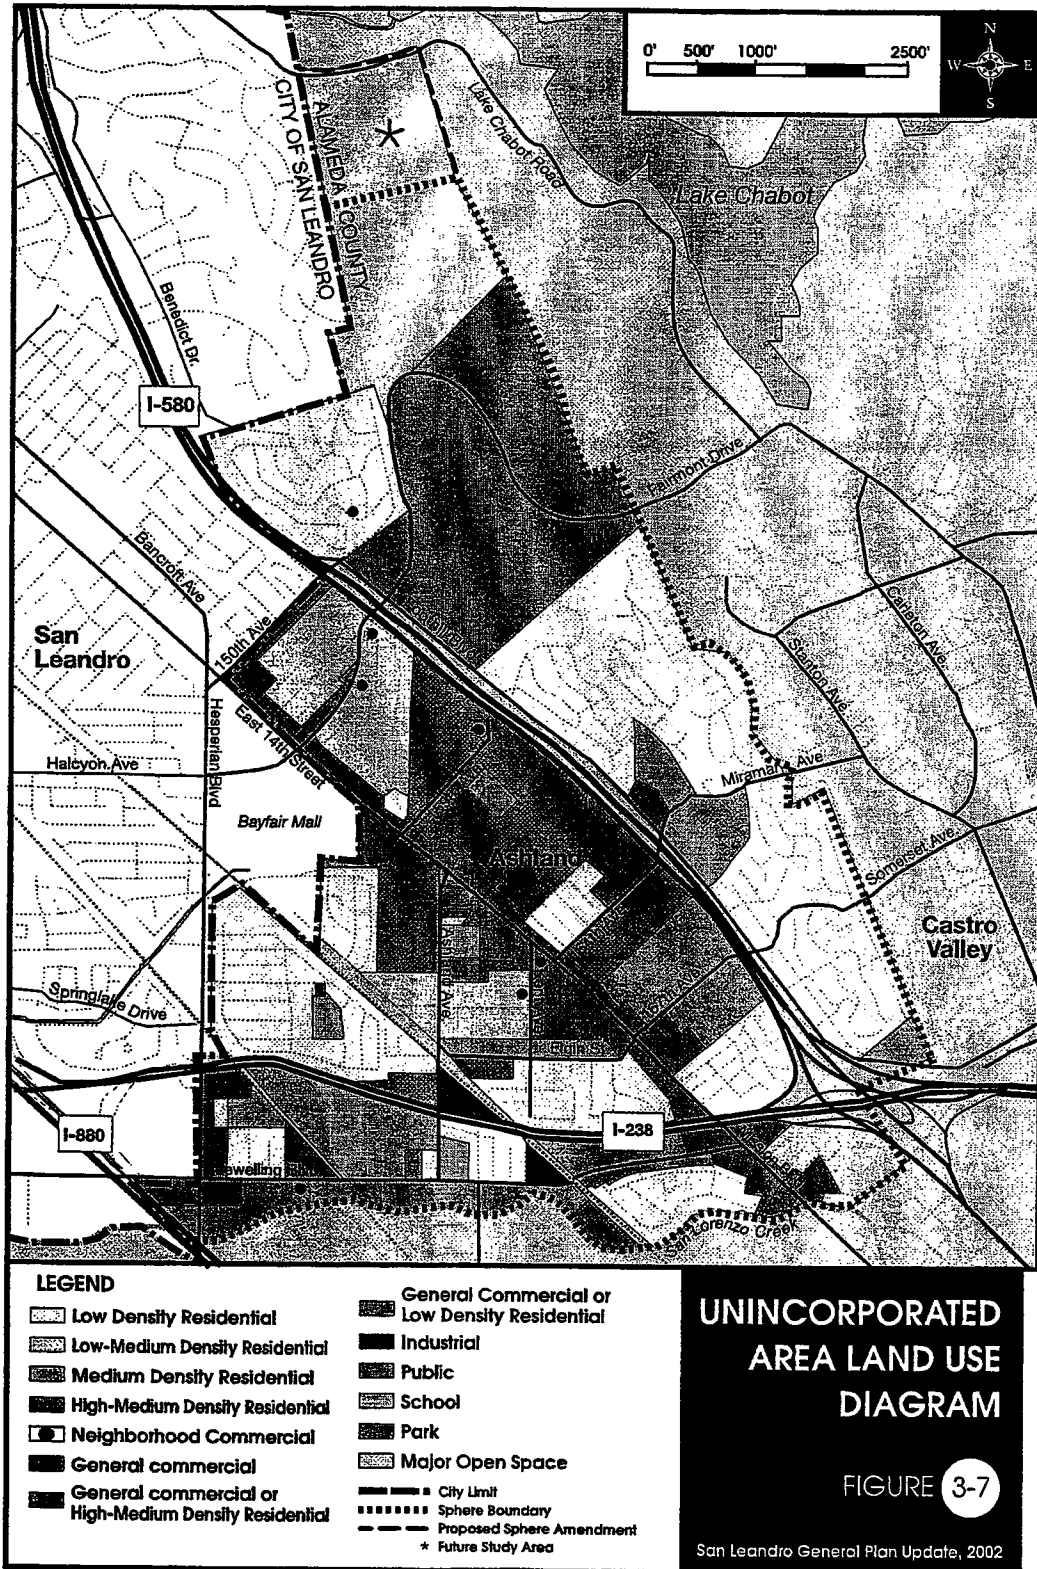 0' 500' 1000' 2500'
N
W E
S
CITY OF SAN LEANDRO
ALAMEDA COUNTY
Lake Chabot Road
Lake Chabot
Benedict Dr
I-580
Fairmont Drive
Bancroft Ave
San
Leandro
150th Ave
Hesperian Blvd
East 14th Street
Halcyon Ave
Bayfair Mall
Carlton Ave
Stanton Ave
Miramar Ave
Somerset Ave
Ashland
Castro
Valley
Springlake Drive
Ashland Ave
Elgin St
I-880
I-238
Lewelling
San Lorenzo Creek
LEGEND
Low Density Residential
Low-Medium Density Residential
Medium Density Residential
High-Medium Density Residential
Neighborhood Commercial
General commercial
General commercial or
High-Medium Density Residential
General Commercial or
Low Density Residential
Industrial
Public
School
Park
Major Open Space
City Limit
Sphere Boundary
Proposed Sphere Amendment
* Future Study Area
UNINCORPORATED
AREA LAND USE
DIAGRAM
FIGURE 3-7
San Leandro General Plan Update, 2002